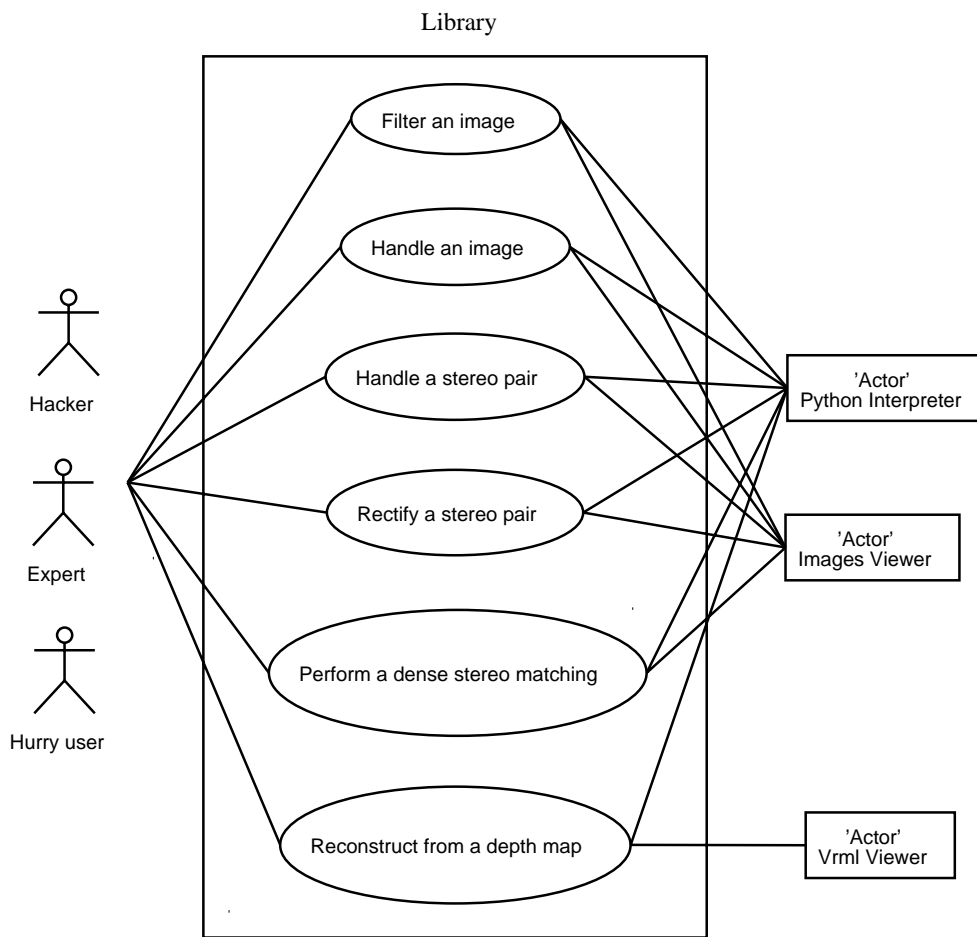 Library
Filter an image
Handle an image
Handle a stereo pair
Rectify a stereo pair
Perform a dense stereo matching
Reconstruct from a depth map
Hacker
Expert
Hurry user
'Actor'
Python Interpreter
'Actor'
Images Viewer
'Actor'
Vrml Viewer